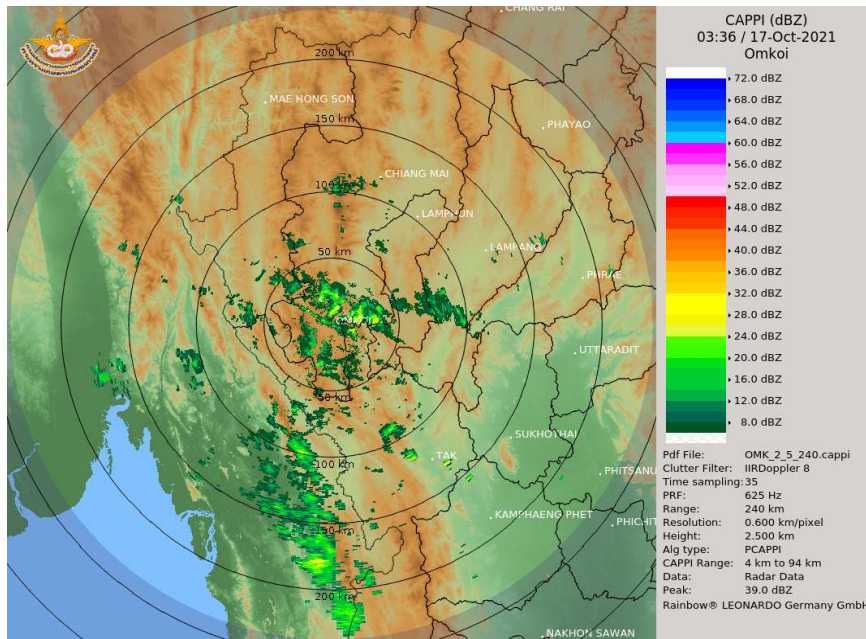 CHANG RAI
200 km
MAE HONG SON
150 km
PHAYAO
CHIANG MAI
100 km
LAMPHUN
LAMPANG
50 km
PHRAE
UTTARADIT
50 km
SUKHOTHAI
TAK
100 km
PHITSANU
KAMPHAENG PHET
PHICHIT
150 km
200 km
NAKHON SAWAN
CAPPI (dBZ)
03:36 / 17-Oct-2021
Omkoi
72.0 dBZ
68.0 dBZ
64.0 dBZ
60.0 dBZ
56.0 dBZ
52.0 dBZ
48.0 dBZ
44.0 dBZ
40.0 dBZ
36.0 dBZ
32.0 dBZ
28.0 dBZ
24.0 dBZ
20.0 dBZ
16.0 dBZ
12.0 dBZ
8.0 dBZ
Pdf File: OMK_2_5_240.cappi
Clutter Filter: IIRDoppler 8
Time sampling: 35
PRF: 625 Hz
Range: 240 km
Resolution: 0.600 km/pixel
Height: 2.500 km
Alg type: PCAPPI
CAPPI Range: 4 km to 94 km
Data: Radar Data
Peak: 39.0 dBZ
Rainbow® LEONARDO Germany GmbH